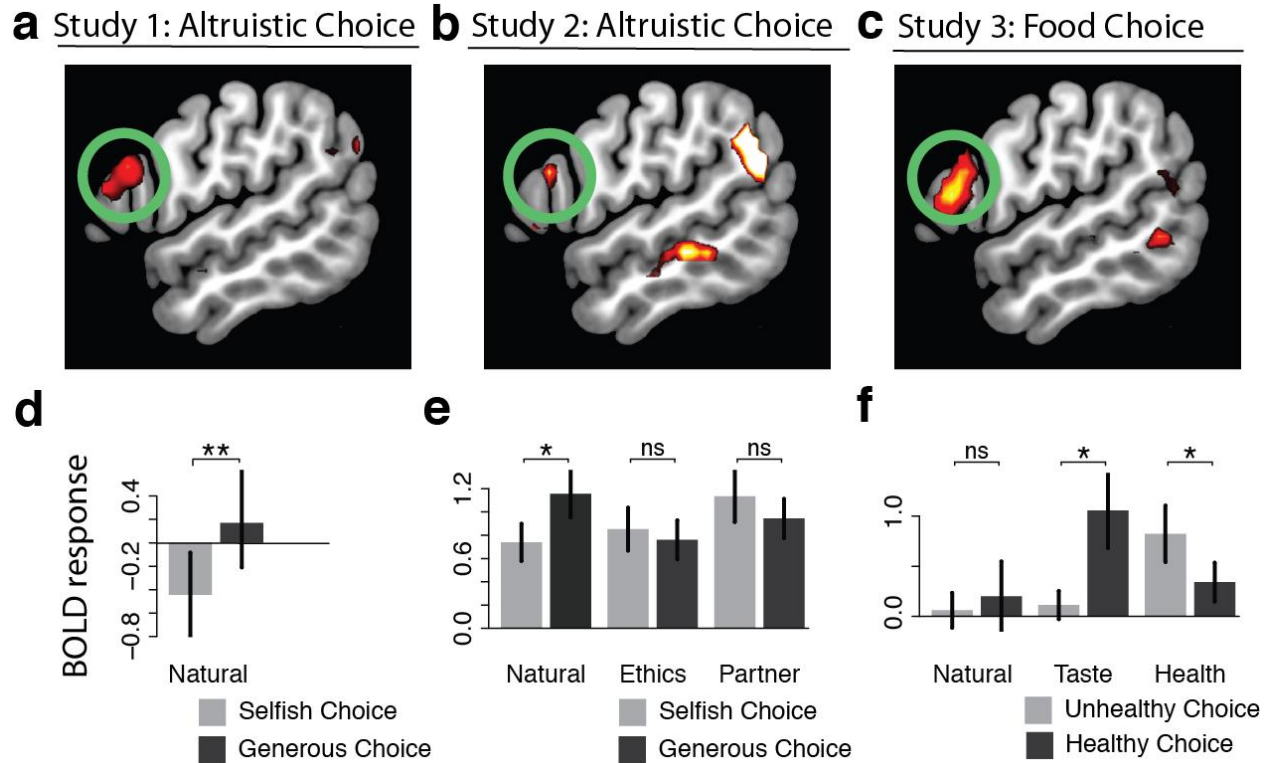 a Study 1: Altruistic Choice
b Study 2: Altruistic Choice
c Study 3: Food Choice
d
BOLD response
0.4
−0.2
−0.8
**
Natural
Selfish Choice
Generous Choice
e
1.2
0.6
0.0
* ns ns
Natural Ethics Partner
Selfish Choice
Generous Choice
f
1.0
0.0
ns * *
Natural Taste Health
Unhealthy Choice
Healthy Choice